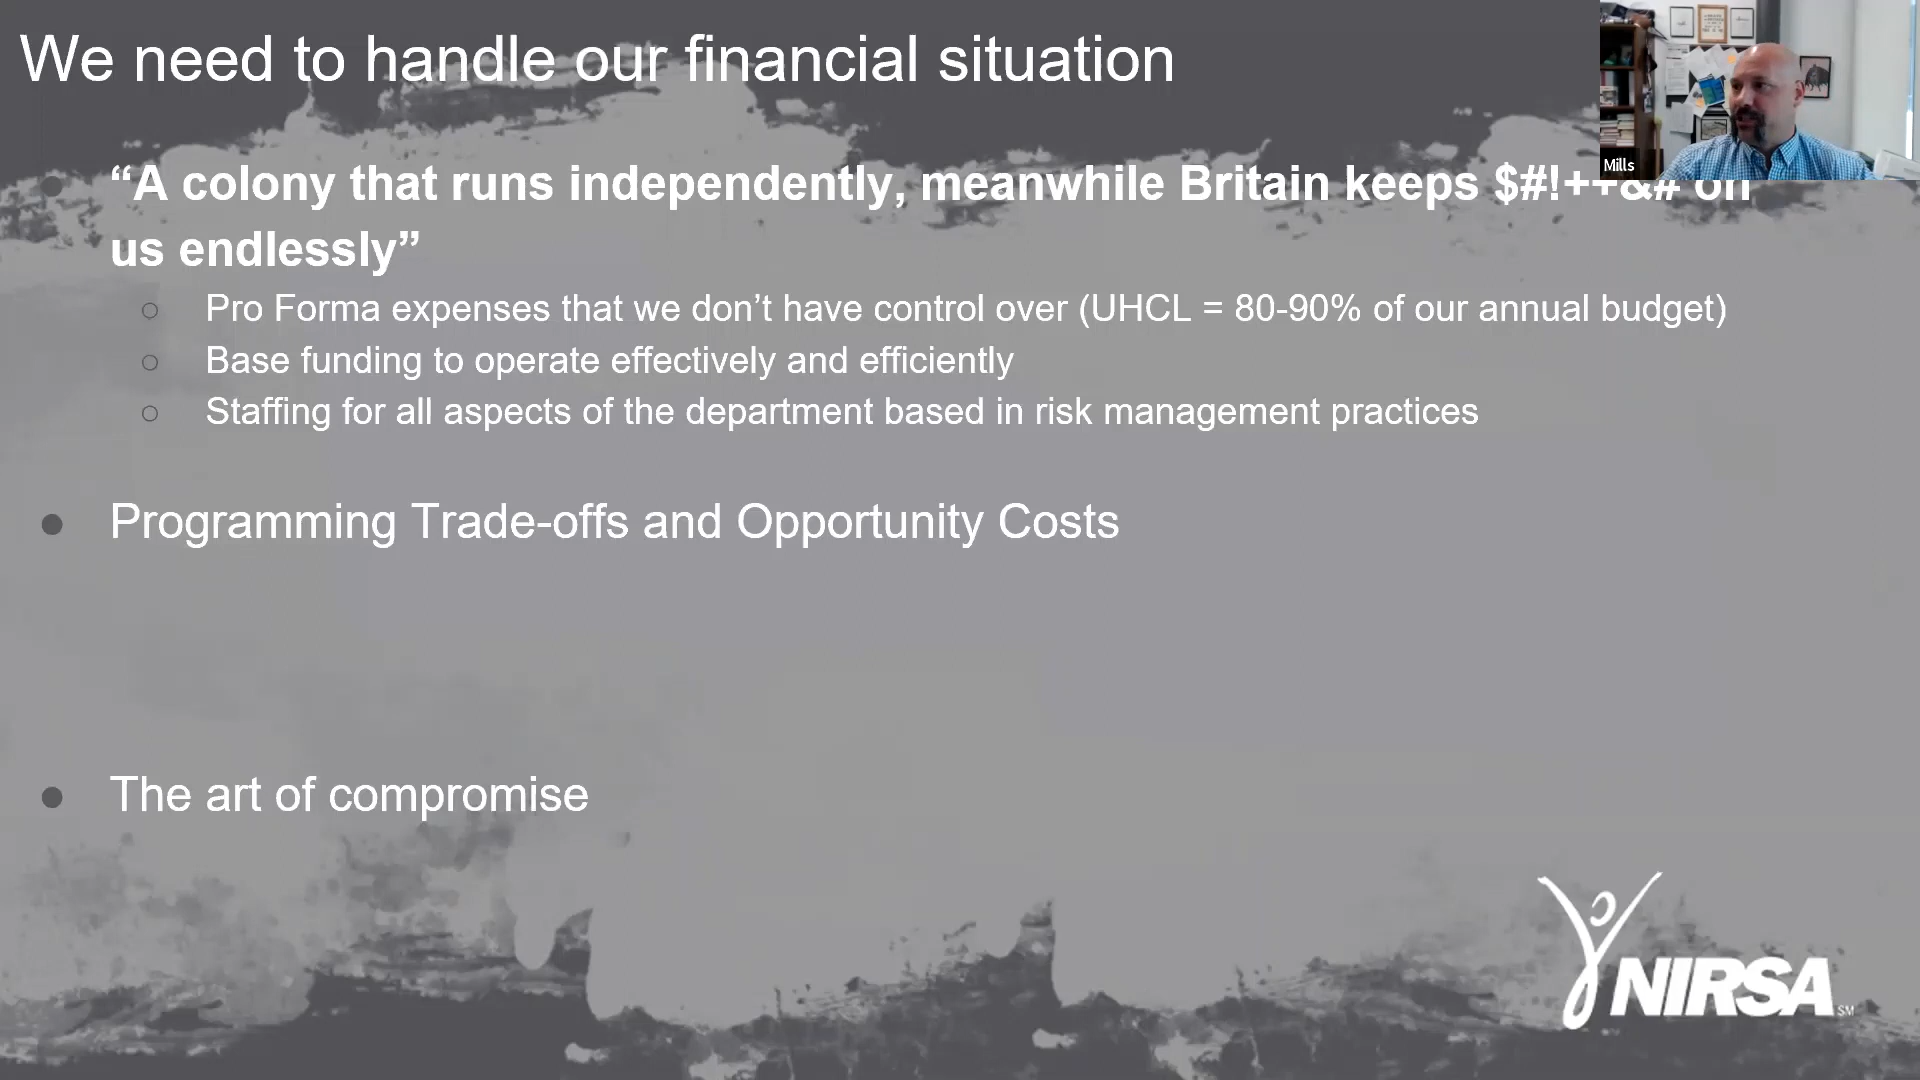 We need to handle our financial situation
“A colony that runs independently, meanwhile Britain keeps $#!++&# on
us endlessly”
Pro Forma expenses that we don’t have control over (UHCL = 80-90% of our annual budget)
Base funding to operate effectively and efficiently
Staffing for all aspects of the department based in risk management practices
Programming Trade-offs and Opportunity Costs
The art of compromise
Mills
NIRSA SM